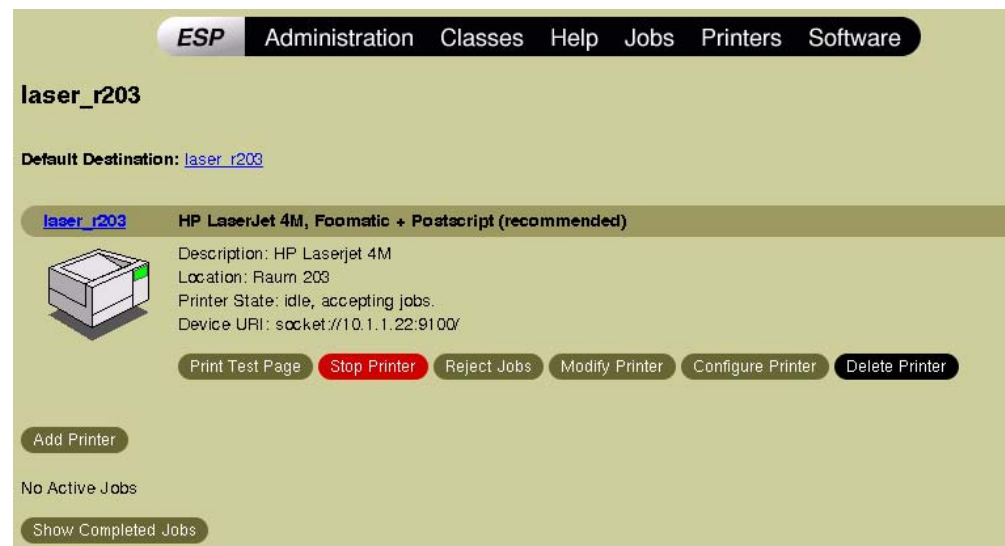 ESP Administration Classes Help Jobs Printers Software
laser_r203
Default Destination: laser_r203
laser_r203 HP LaserJet 4M, Foomatic + Postscript (recommended)
Description: HP Laserjet 4M
Location: Raum 203
Printer State: idle, accepting jobs.
Device URI: socket://10.1.1.22:9100/
Print Test Page Stop Printer Reject Jobs Modify Printer Configure Printer Delete Printer
Add Printer
No Active Jobs
Show Completed Jobs